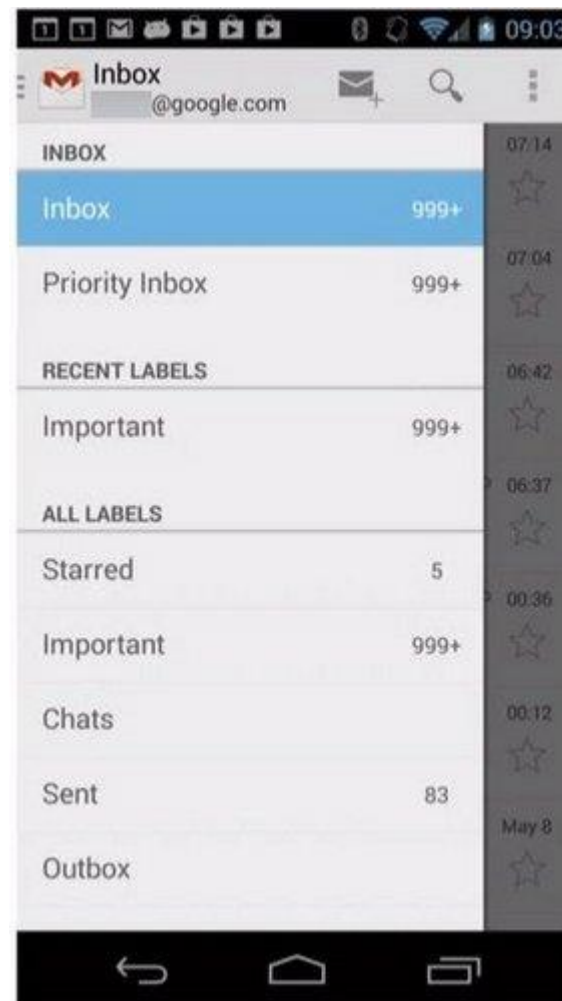 09:03
Inbox
@google.com
INBOX
07:14
Inbox 999+
Priority Inbox 999+
07:04
RECENT LABELS
06:42
Important 999+
06:37
ALL LABELS
Starred 5
00:36
Important 999+
Chats
00:12
Sent 83
May 8
Outbox